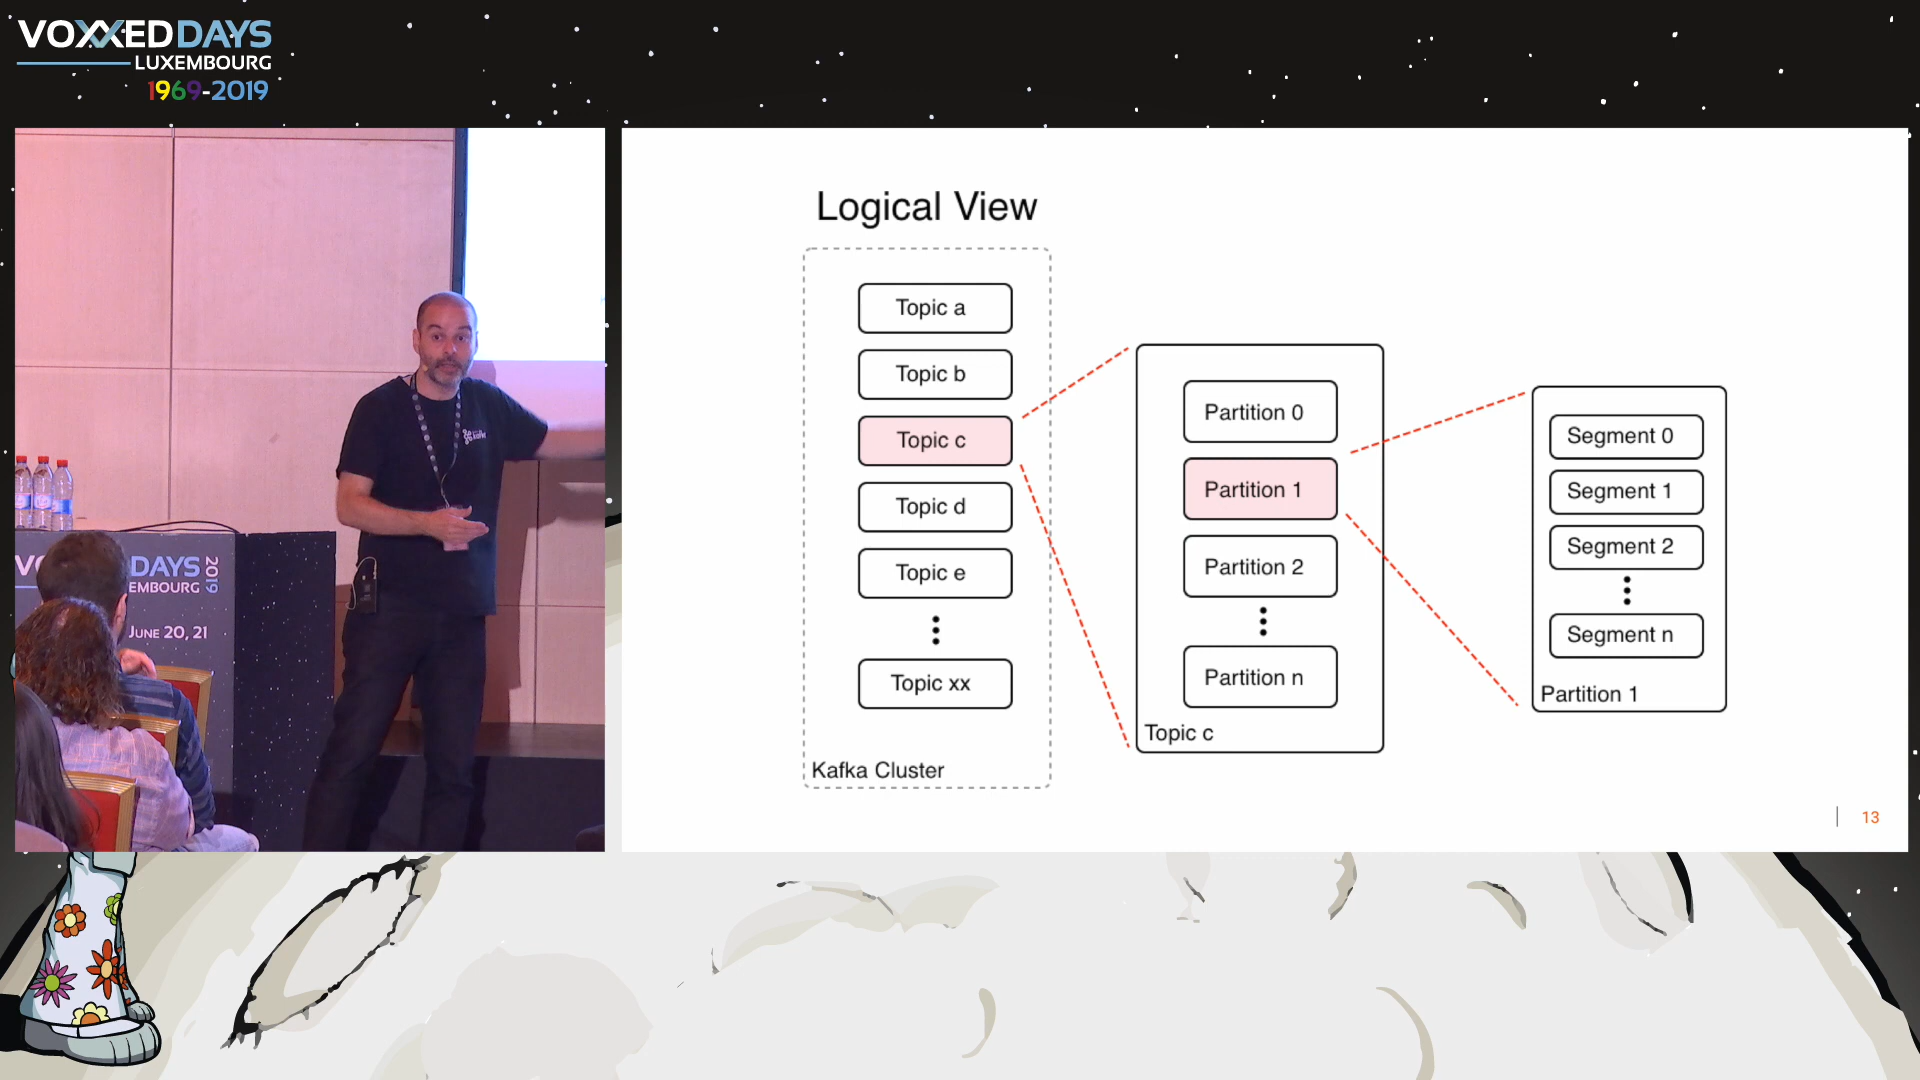 VOXXEDDAYS
LUXEMBOURG
1969-2019
DAYS
2019
EMBOURG
JUNE 20, 21
Logical View
Topic a
Topic b
Topic c
Topic d
Topic e
Topic xx
Kafka Cluster
Partition 0
Partition 1
Partition 2
Partition n
Topic c
Segment 0
Segment 1
Segment 2
Segment n
Partition 1
13